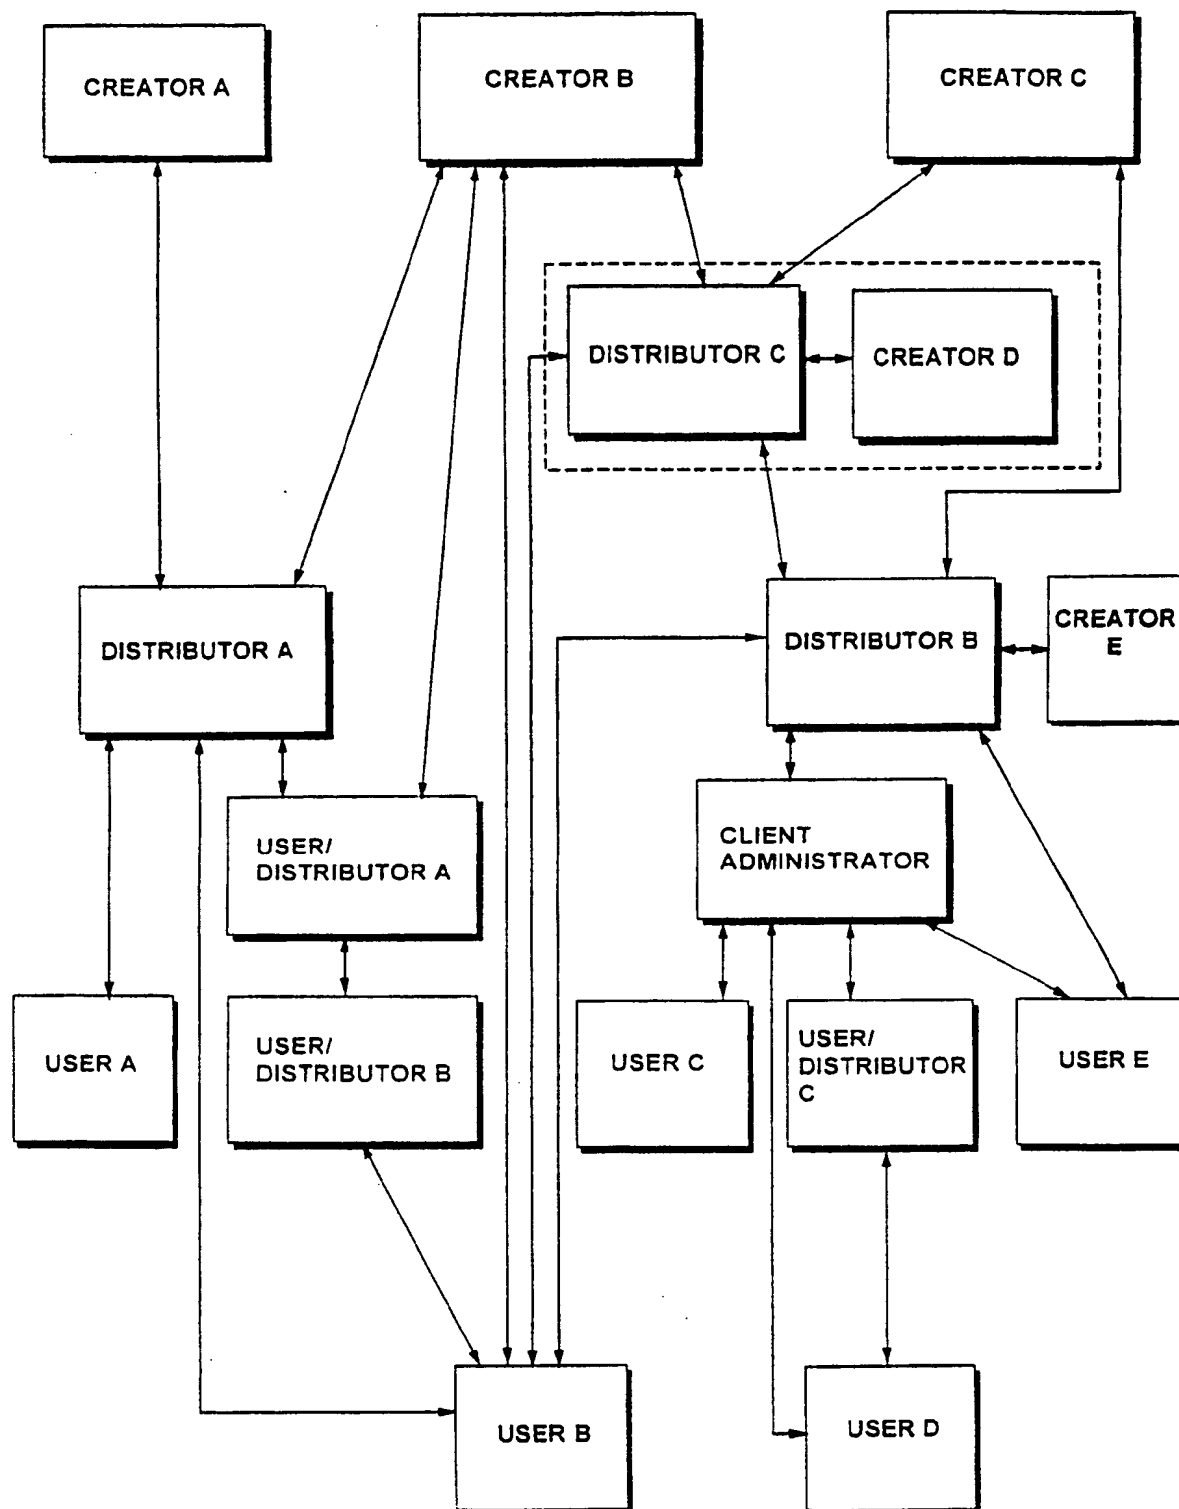 CREATOR A
CREATOR B
CREATOR C
DISTRIBUTOR C
CREATOR D
DISTRIBUTOR A
DISTRIBUTOR B
CREATOR
E
USER/
DISTRIBUTOR A
CLIENT
ADMINISTRATOR
USER A
USER/
DISTRIBUTOR B
USER C
USER/
DISTRIBUTOR
C
USER E
USER B
USER D